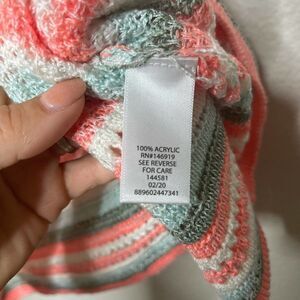 100% ACRYLIC
RN#146919
SEE REVERSE
FOR CARE
144581
02/20
889602447341